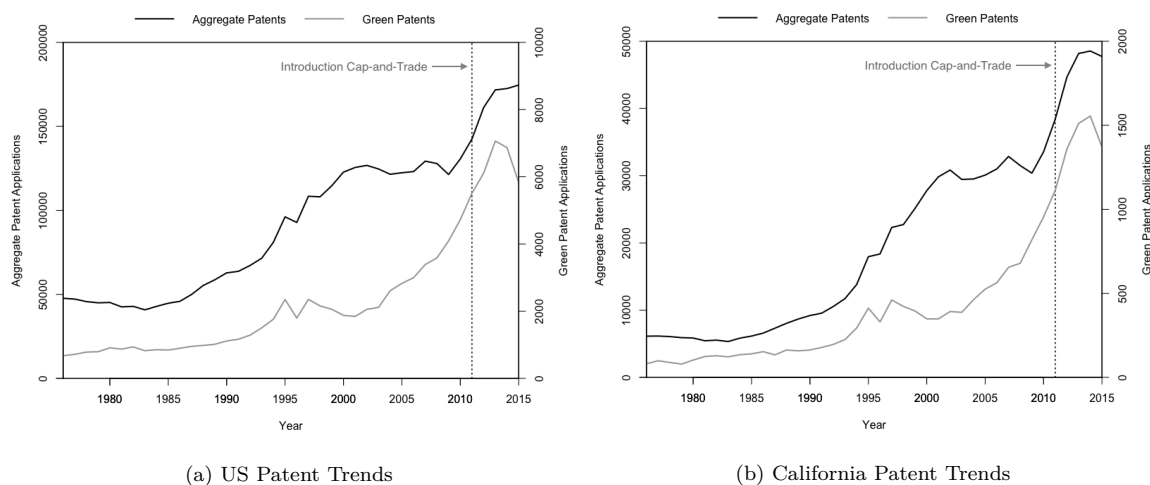 Aggregate Patents Green Patents
Introduction Cap-and-Trade
Aggregate Patent Applications
200000
150000
100000
50000
0
Green Patent Applications
10000
8000
6000
4000
2000
0
1980 1985 1990 1995 2000 2005 2010 2015
Year
(a) US Patent Trends
Aggregate Patents Green Patents
Introduction Cap-and-Trade
Aggregate Patent Applications
50000
40000
30000
20000
10000
0
Green Patent Applications
2000
1500
1000
500
0
1980 1985 1990 1995 2000 2005 2010 2015
Year
(b) California Patent Trends